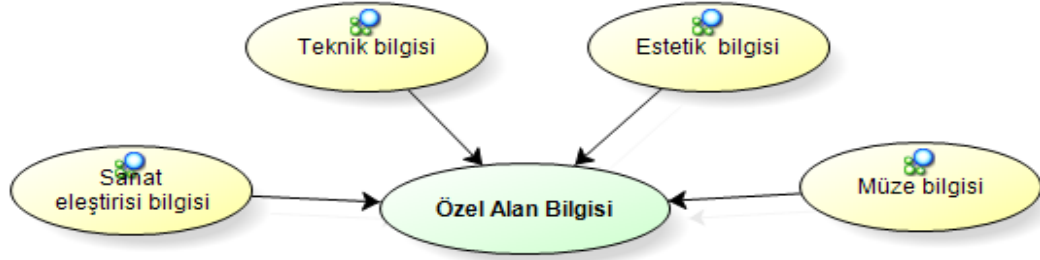 Teknik bilgisi
Estetik bilgisi
Sanat
eleştirisi bilgisi
Özel Alan Bilgisi
Müze bilgisi